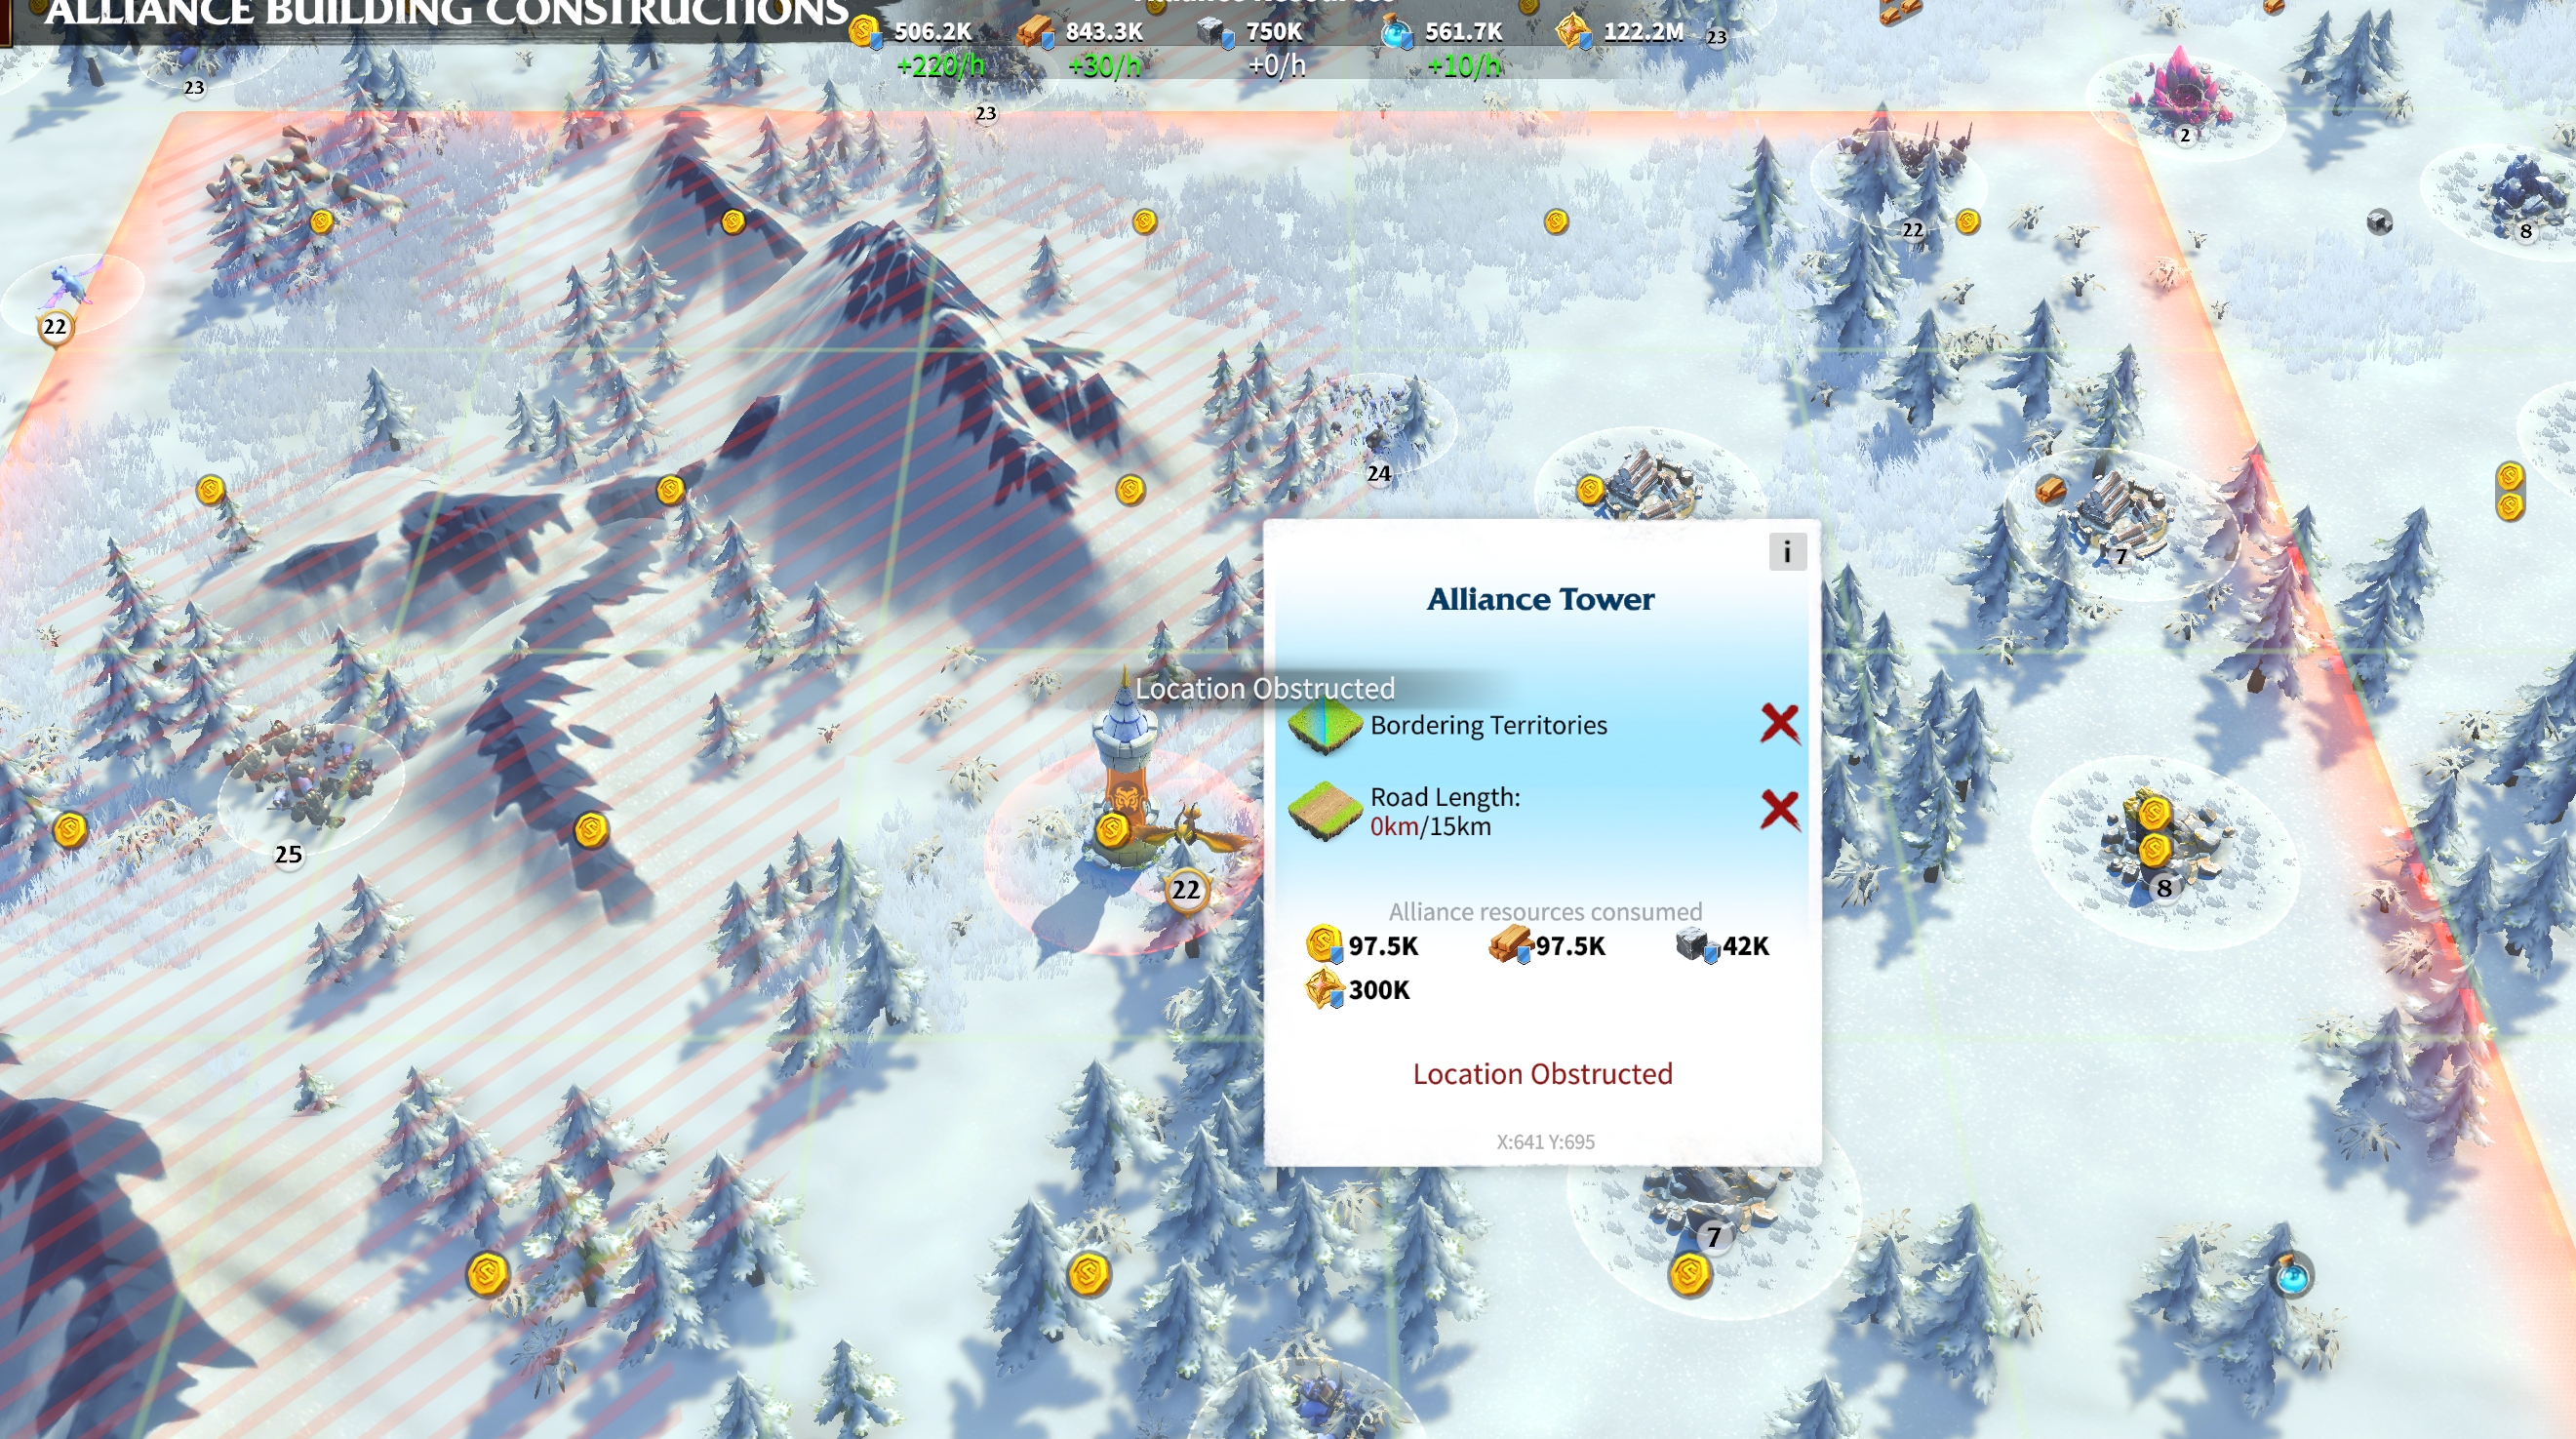 ALLIANCE BUILDING CONSTRUCTIONS
506.2K 843.3K 750K 561.7K 122.2M
+220/h +30/h +0/h +10/h
23
23
23
2
22
8
22
24
7
Alliance Tower
i
Location Obstructed
Bordering Territories
Road Length:
0km/15km
25
22
8
Alliance resources consumed
97.5K 97.5K 42K
300K
Location Obstructed
X:641 Y:695
7